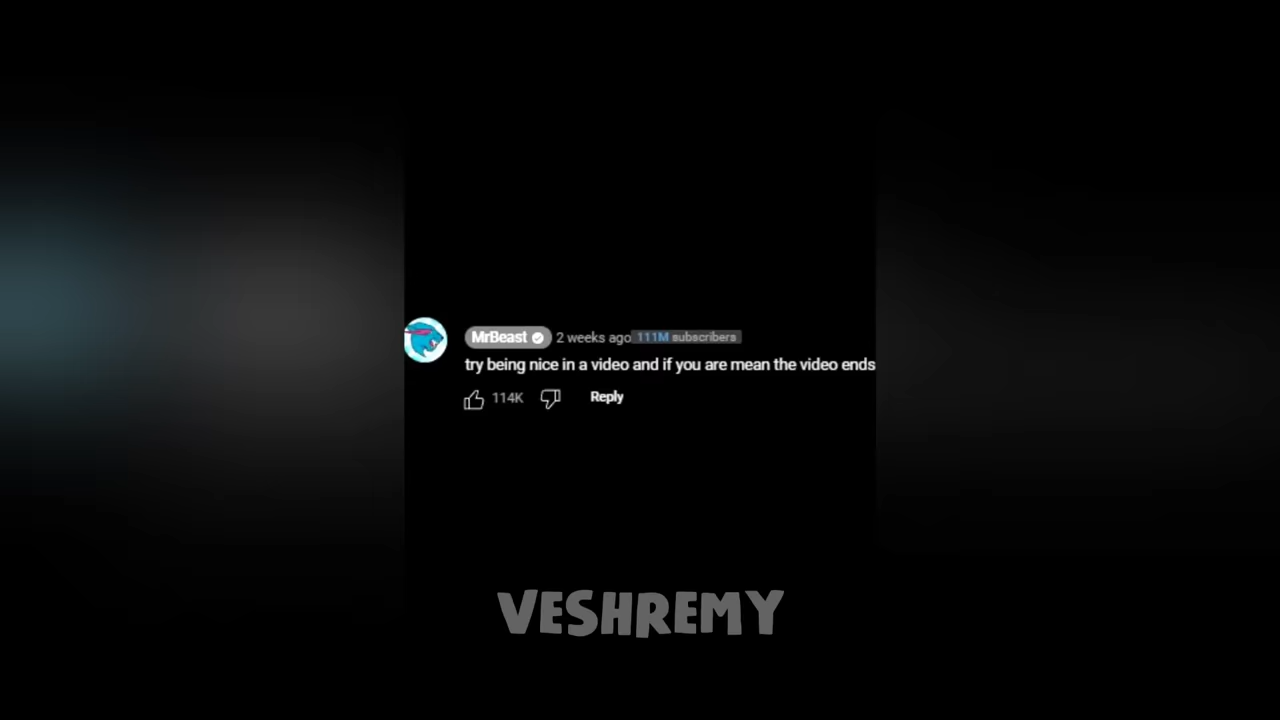 MrBeast 2 weeks ago 111M subscribers
try being nice in a video and if you are mean the video ends
114K Reply
VESHREMY